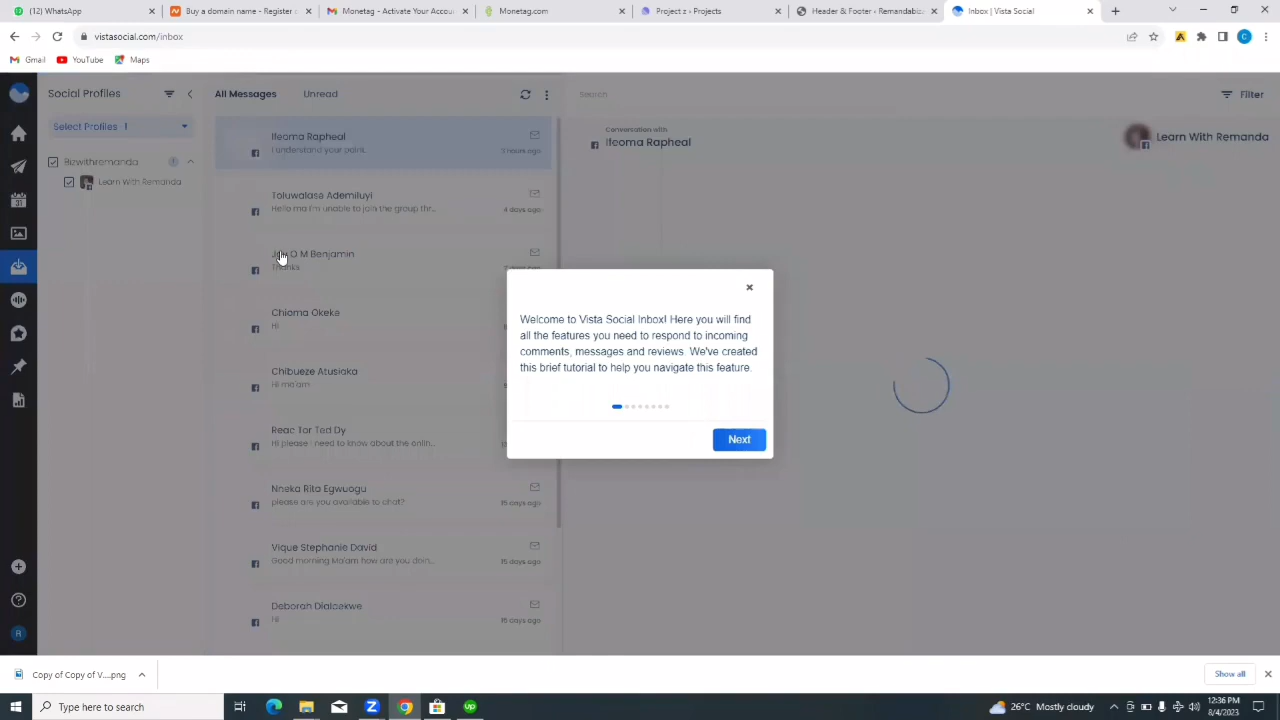 (21) WhatsApp
Buy a domain name - Register c
Monetag - Activate Your Accou
Monetag.com
Project z - Projects
Header & Footer ‹ Remandabiz
Inbox | Vista Social
vistasocial.com/inbox
Gmail
YouTube
Maps
Social Profiles
Select Profiles 1
Bizwithremanda
Learn With Remanda
All Messages
Unread
Ifeoma Rapheal
I understand your point.
3 hours ago
Toluwalase Ademiluyi
Hello ma I'm unable to join the group thr...
4 days ago
O M Benjamin
Thanks
Chioma Okeke
Hi
Chibueze Atusiaka
Hi ma'am
Reac Tor Ted Dy
Hi please I need to know about the onlin...
Nneka Rita Egwuogu
please are you available to chat?
15 days ago
Vique Stephanie David
Good morning Ma'am how are you doin...
15 days ago
Deborah Dialcekwe
Hi
15 days ago
Search
Filter
Conversation with
Ifeoma Rapheal
Learn With Remanda
Welcome to Vista Social Inbox! Here you will find
all the features you need to respond to incoming
comments, messages and reviews. We've created
this brief tutorial to help you navigate this feature.
Next
Copy of Copy of V....png
Show all
Type here to search
26°C Mostly cloudy
12:36 PM
8/4/2023